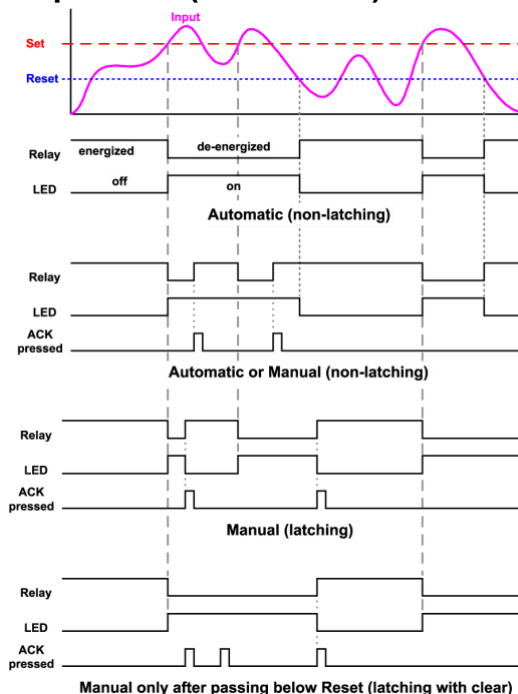 Input
Set
Reset
energized
de-energized
Relay
off
on
LED
Automatic (non-latching)
Relay
LED
ACK
pressed
Automatic or Manual (non-latching)
Relay
LED
ACK
pressed
Manual (latching)
Relay
LED
ACK
pressed
Manual only after passing below Reset (latching with clear)